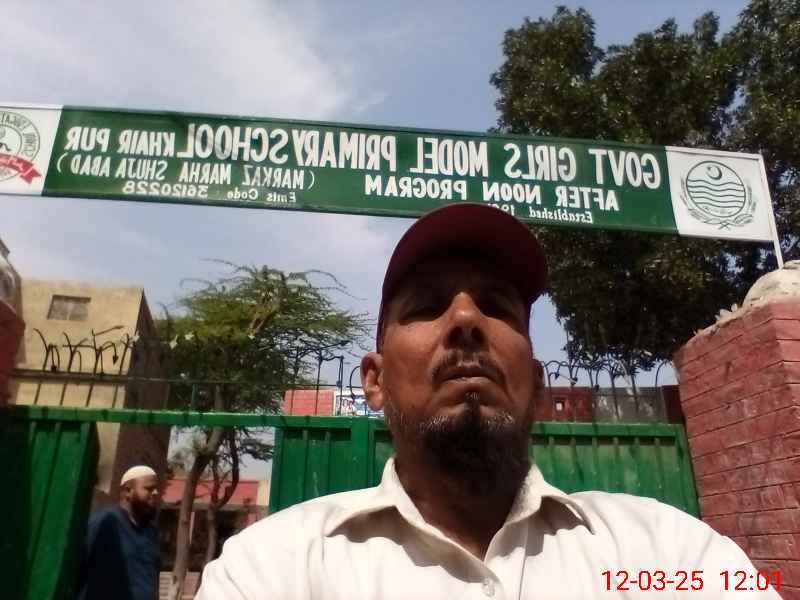 GOVT GIRLS MODEL PRIMARY SCHOOL KHAIR PUR
AFTER NOON PROGRAM (MARKAZ MARHA SHUJA ABAD)
Established Emis Code 36120228
12-03-25 12:01